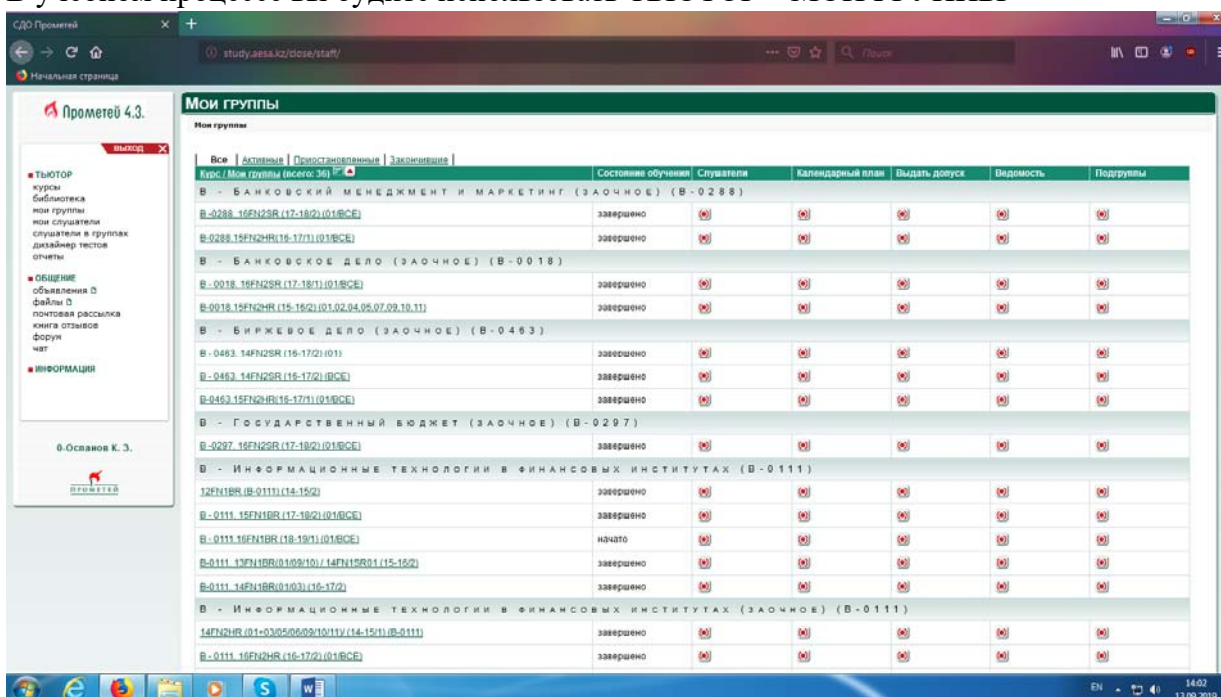 СДО Прометей
study.aesa.kz/close/staff/
Поиск
Начальная страница
Прометей 4.3.
ВЫХОД
ТЬЮТОР
курсы
библиотека
мои группы
мои слушатели
слушатели в группах
дизайнер тестов
отчеты
ОБЩЕНИЕ
объявления
файлы
почтовая рассылка
книга отзывов
форум
чат
ИНФОРМАЦИЯ
0-Оспанов К. З.
ПРОМЕТЕЙ
Мои группы
Мои группы
Все | Активные | Приостановленные | Закончившие |
Курс / Мои группы (всего: 36) Состояние обучения Слушатели Календарный план Выдать допуск Ведомость Подгруппы
В - Банковский менеджмент и маркетинг (заочное) (В-0288)
В -0288. 16FN2SR (17-18/2) (01/ВСЕ) завершено
В-0288.15FN2HR(16-17/1) (01/ВСЕ) завершено
В - Банковское дело (заочное) (В-0018)
В - 0018. 16FN2SR (17-18/1) (01/ВСЕ) завершено
В-0018.15FN2HR (15-16/2) (01,02,04,05,07,09,10,11) завершено
В - Биржевое дело (заочное) (В-0463)
В - 0463. 14FN2SR (16-17/2) (01) завершено
В - 0463. 14FN2SR (16-17/2) (ВСЕ) завершено
В-0463.15FN2HR(16-17/1) (01/ВСЕ) завершено
В - Государственный бюджет (заочное) (В-0297)
В -0297. 16FN2SR (17-18/2) (01/ВСЕ) завершено
В - Информационные технологии в финансовых институтах (В-0111)
12FN1BR (В-0111) (14-15/2) завершено
В - 0111. 15FN1BR (17-18/2) (01/ВСЕ) завершено
В - 0111.16FN1BR (18-19/1) (01/ВСЕ) начато
В-0111. 13FN1BR(01/09/10) / 14FN1SR01 (15-16/2) завершено
В-0111. 14FN1BR(01/03) (16-17/2) завершено
В - Информационные технологии в финансовых институтах (заочное) (В-0111)
14FN2HR (01+03/05/06/09/10/11)/ (14-15/1) (В-0111) завершено
В - 0111. 16FN2HR (16-17/2) (01/ВСЕ) завершено
EN 14:02
13.09.2019